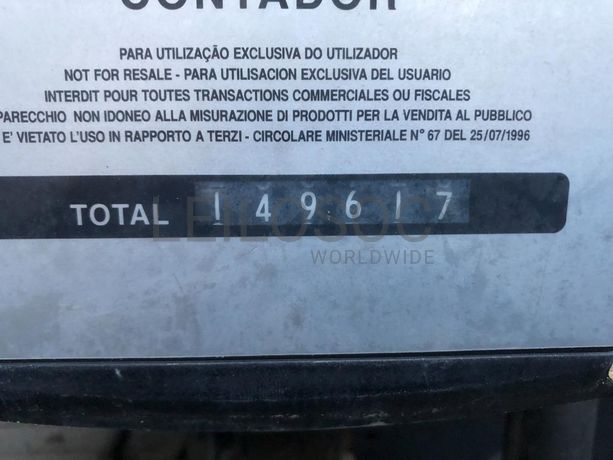 CONTADOR
PARA UTILIZAÇÃO EXCLUSIVA DO UTILIZADOR
NOT FOR RESALE - PARA UTILISACION EXCLUSIVA DEL USUARIO
INTERDIT POUR TOUTES TRANSACTIONS COMMERCIALES OU FISCALES
PARECCHIO NON IDONEO ALLA MISURAZIONE DI PRODOTTI PER LA VENDITA AL PUBBLICO
E' VIETATO L'USO IN RAPPORTO A TERZI - CIRCOLARE MINISTERIALE N° 67 DEL 25/07/1996
TOTAL 149617
LEILOSOC
WORLDWIDE